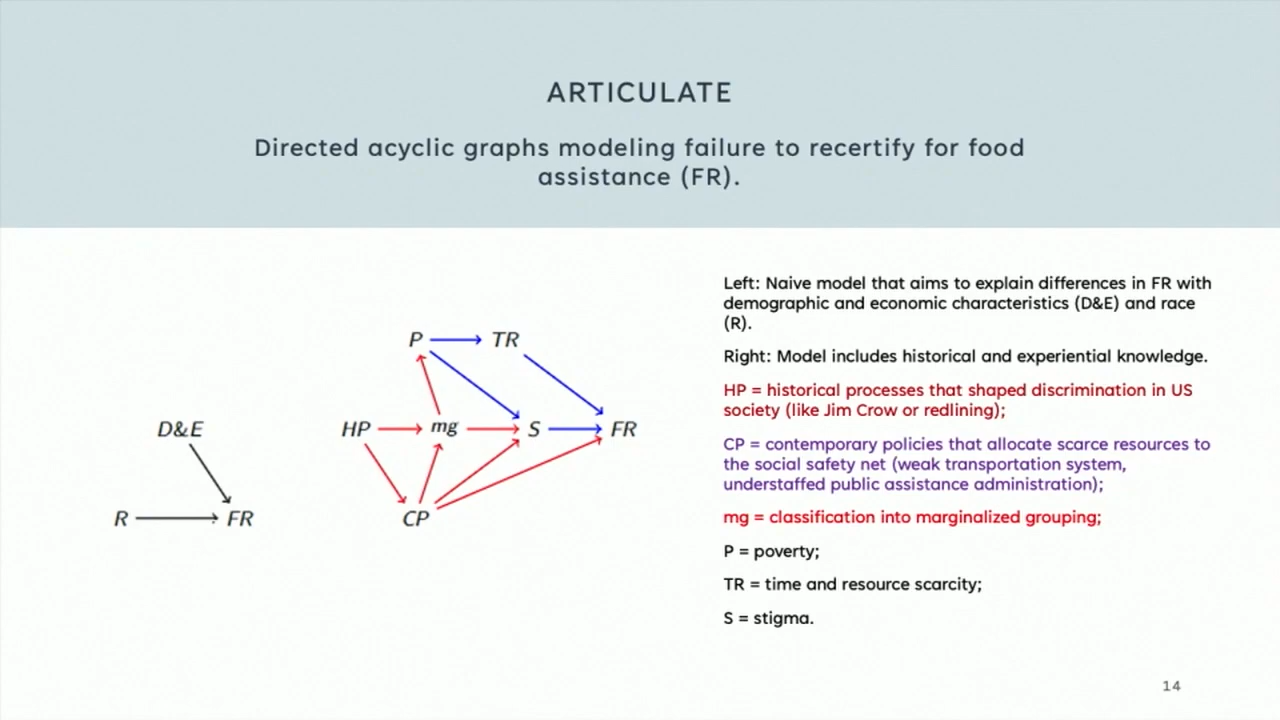 ARTICULATE
Directed acyclic graphs modeling failure to recertify for food
assistance (FR).
D&E
R
FR
P
TR
HP
mg
S
FR
CP
Left: Naive model that aims to explain differences in FR with
demographic and economic characteristics (D&E) and race
(R).
Right: Model includes historical and experiential knowledge.
HP = historical processes that shaped discrimination in US
society (like Jim Crow or redlining);
CP = contemporary policies that allocate scarce resources to
the social safety net (weak transportation system,
understaffed public assistance administration);
mg = classification into marginalized grouping;
P = poverty;
TR = time and resource scarcity;
S = stigma.
14